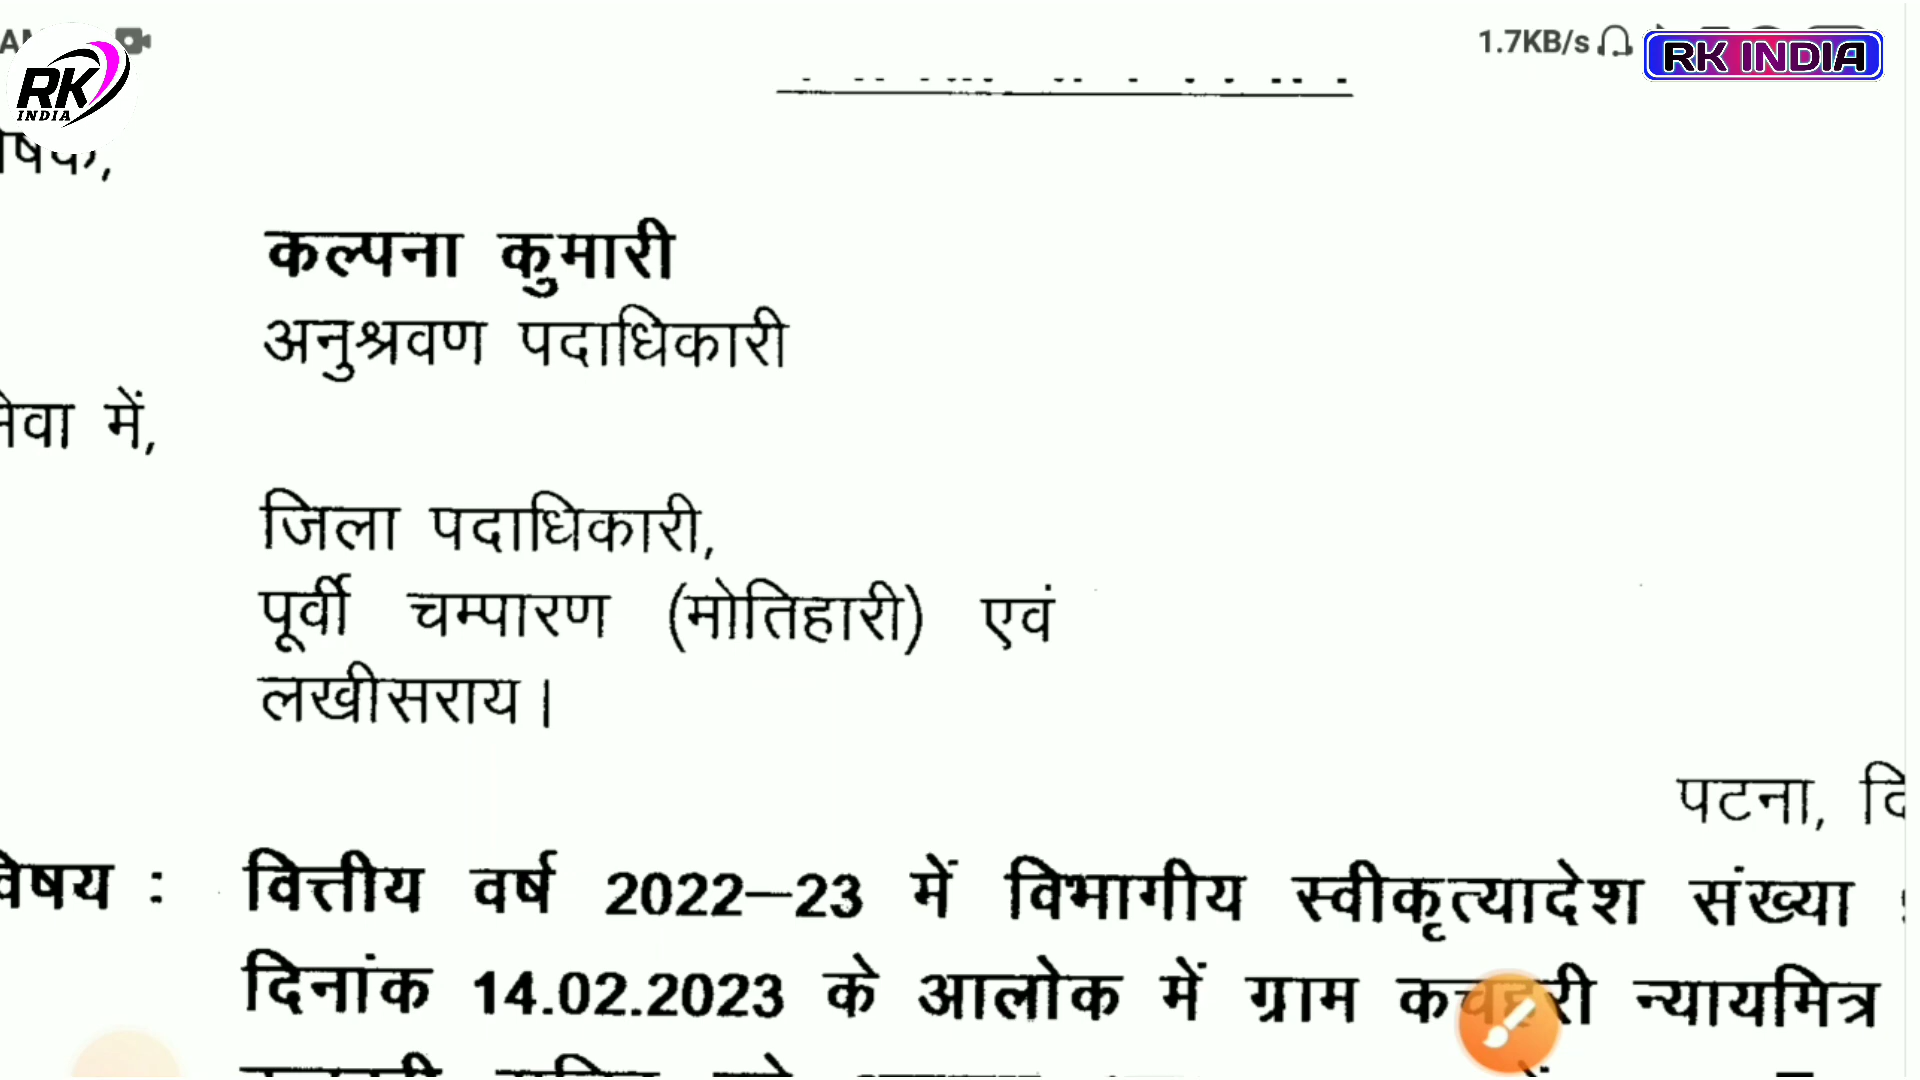 1.7KB/s
RK INDIA
RK
INDIA
कल्पना कुमारी
अनुश्रवण पदाधिकारी
सेवा में,
जिला पदाधिकारी,
पूर्वी चम्पारण (मोतिहारी) एवं
लखीसराय।
पटना,
विषय : वित्तीय वर्ष 2022–23 में विभागीय स्वीकृत्यादेश संख्या
दिनांक 14.02.2023 के आलोक में ग्राम कचहरी न्यायमित्र